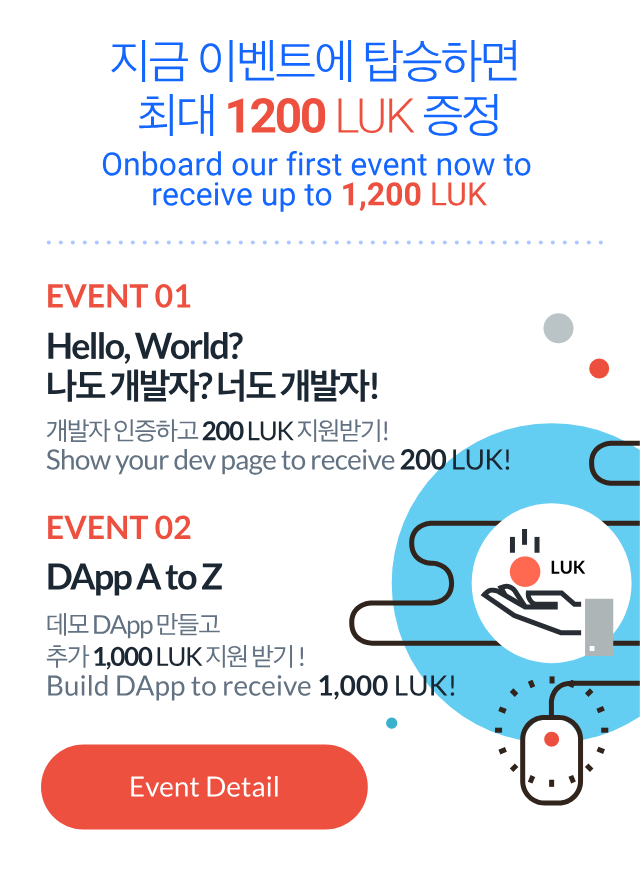 지금 이벤트에 탑승하면
최대 1200 LUK 증정
Onboard our first event now to
receive up to 1,200 LUK
EVENT 01
Hello, World?
나도 개발자? 너도 개발자!
개발자 인증하고 200 LUK 지원받기!
Show your dev page to receive 200 LUK!
EVENT 02
DApp A to Z
데모 DApp 만들고
추가 1,000 LUK 지원 받기 !
Build DApp to receive 1,000 LUK!
LUK
Event Detail